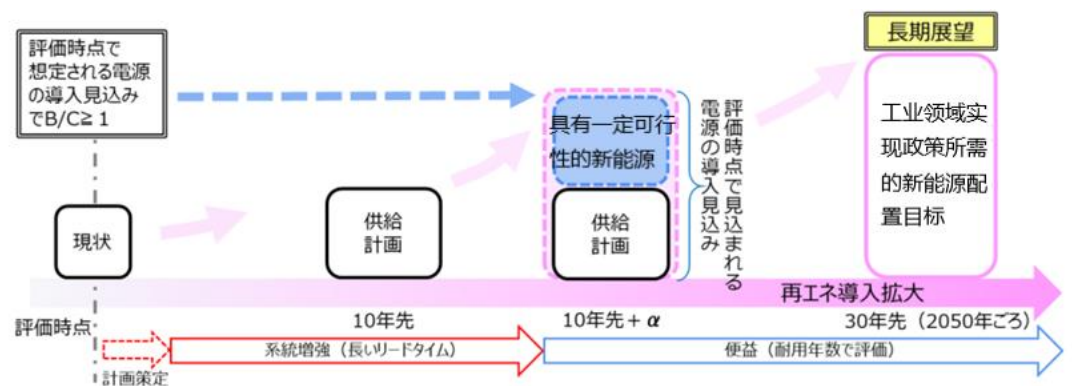 評価時点で
想定される電源
の導入見込み
でB/C≧1
長期展望
具有一定可行
性的新能源
評価時点で見込まれる
電源の導入見込み
工业领域实
现政策所需
的新能源配
置目标
現状
供給
計画
供給
計画
再エネ導入拡大
評価時点
10年先
10年先+α
30年先(2050年ごろ)
系統増強(長いリードタイム)
便益(耐用年数で評価)
計画策定